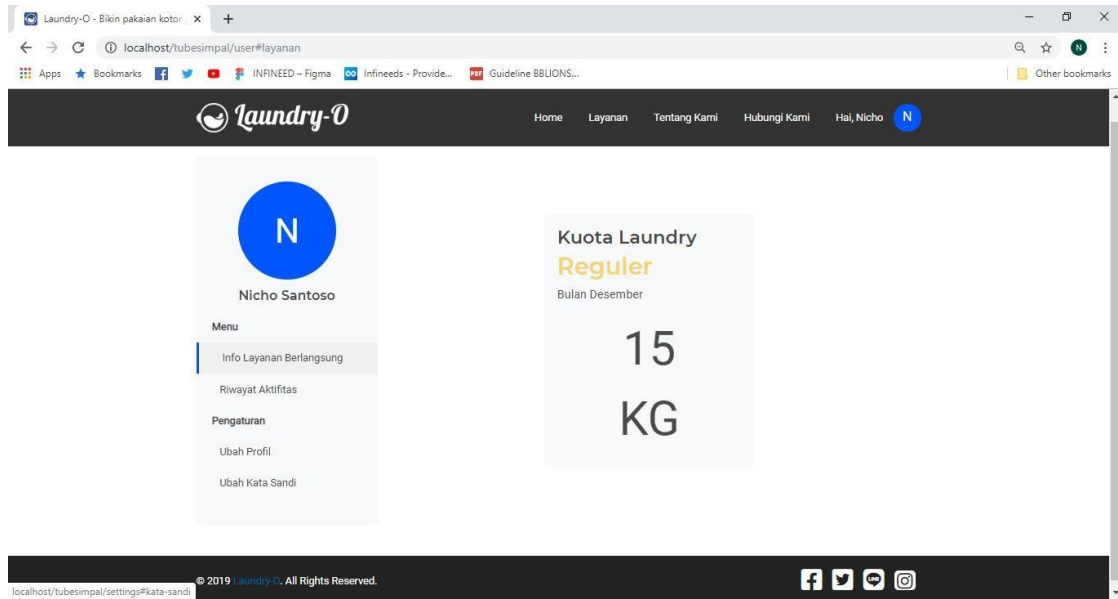 Laundry-O - Bikin pakaian kotor
localhost/tubesimpal/user#layanan
N
Apps Bookmarks INFINEED – Figma Infineeds - Provide... PDF Guideline BBLIONS... Other bookmarks
Laundry-O
Home Layanan Tentang Kami Hubungi Kami Hai, Nicho N
N
Nicho Santoso
Menu
Info Layanan Berlangsung
Riwayat Aktifitas
Pengaturan
Ubah Profil
Ubah Kata Sandi
Kuota Laundry
Reguler
Bulan Desember
15
KG
© 2019 Laundry-O. All Rights Reserved.
LINE
localhost/tubesimpal/settings#kata-sandi